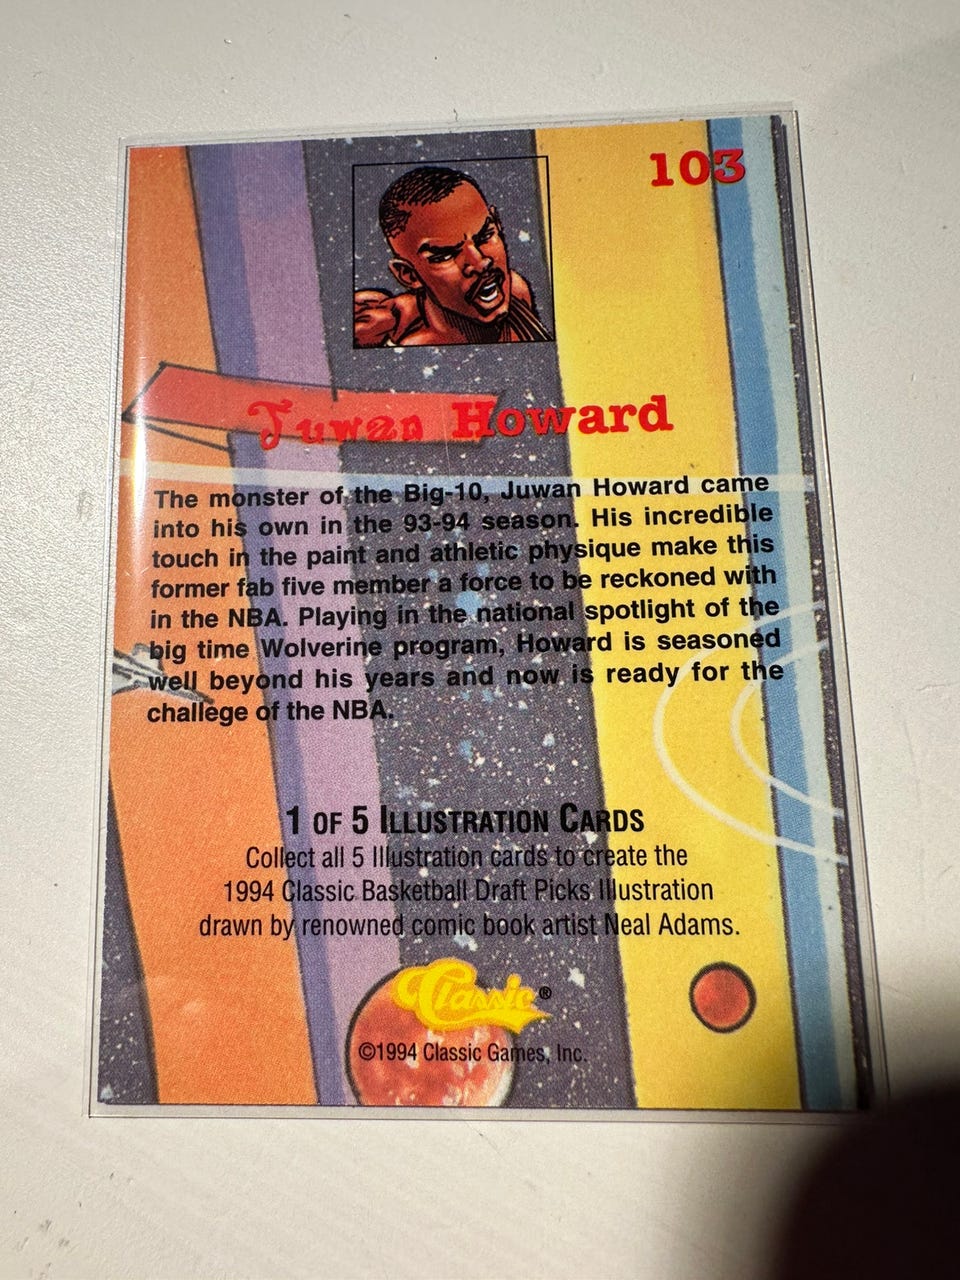 103
Juwan Howard
The monster of the Big-10, Juwan Howard came
into his own in the 93-94 season. His incredible
touch in the paint and athletic physique make this
former fab five member a force to be reckoned with
in the NBA. Playing in the national spotlight of the
big time Wolverine program, Howard is seasoned
well beyond his years and now is ready for the
challege of the NBA.
1 OF 5 ILLUSTRATION CARDS
Collect all 5 Illustration cards to create the
1994 Classic Basketball Draft Picks Illustration
drawn by renowned comic book artist Neal Adams.
Classic®
©1994 Classic Games, Inc.